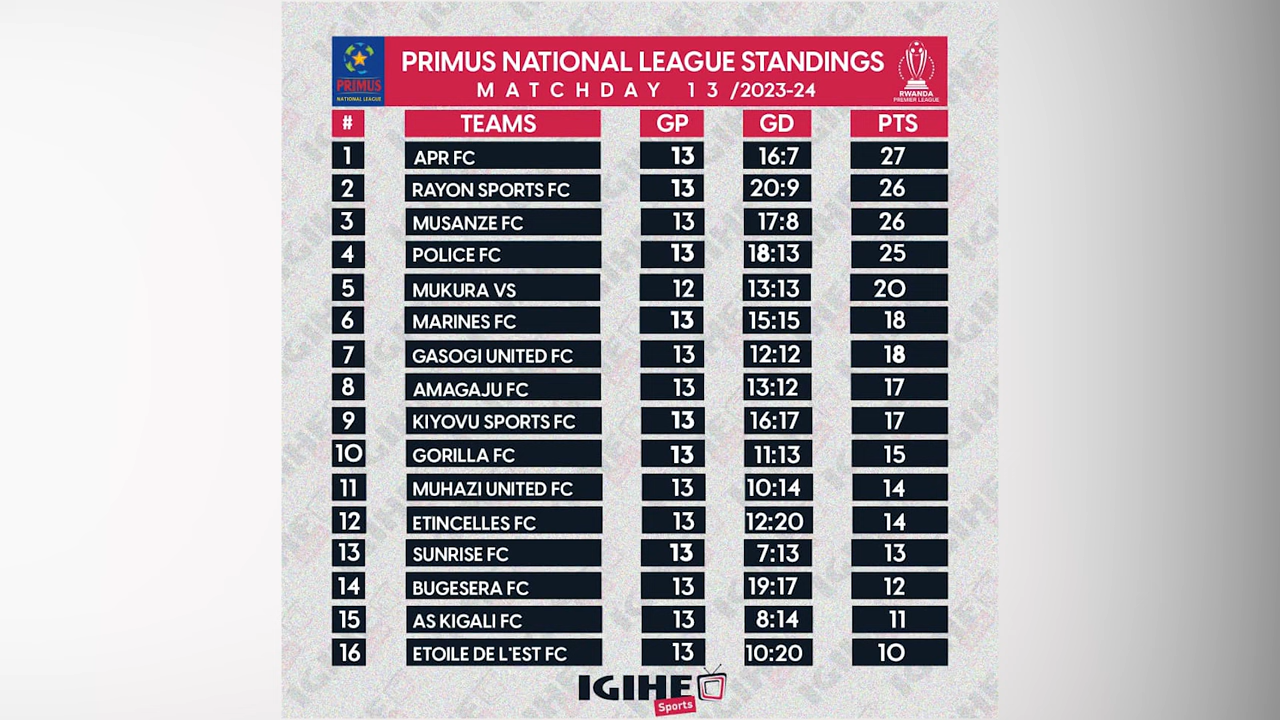 PRIMUS NATIONAL LEAGUE STANDINGS
MATCHDAY 13 /2023-24
PRIMUS
NATIONAL LEAGUE
RWANDA
PREMIER LEAGUE
# TEAMS GP GD PTS
1 APR FC 13 16:7 27
2 RAYON SPORTS FC 13 20:9 26
3 MUSANZE FC 13 17:8 26
4 POLICE FC 13 18:13 25
5 MUKURA VS 12 13:13 20
6 MARINES FC 13 15:15 18
7 GASOGI UNITED FC 13 12:12 18
8 AMAGAJU FC 13 13:12 17
9 KIYOVU SPORTS FC 13 16:17 17
10 GORILLA FC 13 11:13 15
11 MUHAZI UNITED FC 13 10:14 14
12 ETINCELLES FC 13 12:20 14
13 SUNRISE FC 13 7:13 13
14 BUGESERA FC 13 19:17 12
15 AS KIGALI FC 13 8:14 11
16 ETOILE DE L'EST FC 13 10:20 10
IGIHE
Sports